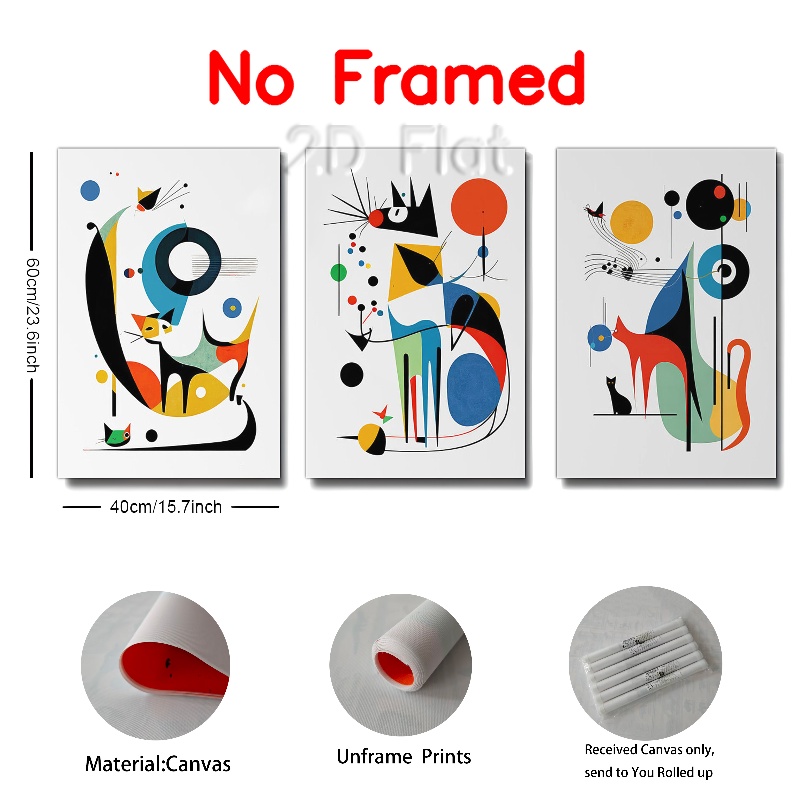 No Framed
2D Flat
60cm/23.6inch
40cm/15.7inch
Material:Canvas
Unframe Prints
Received Canvas only,
send to You Rolled up